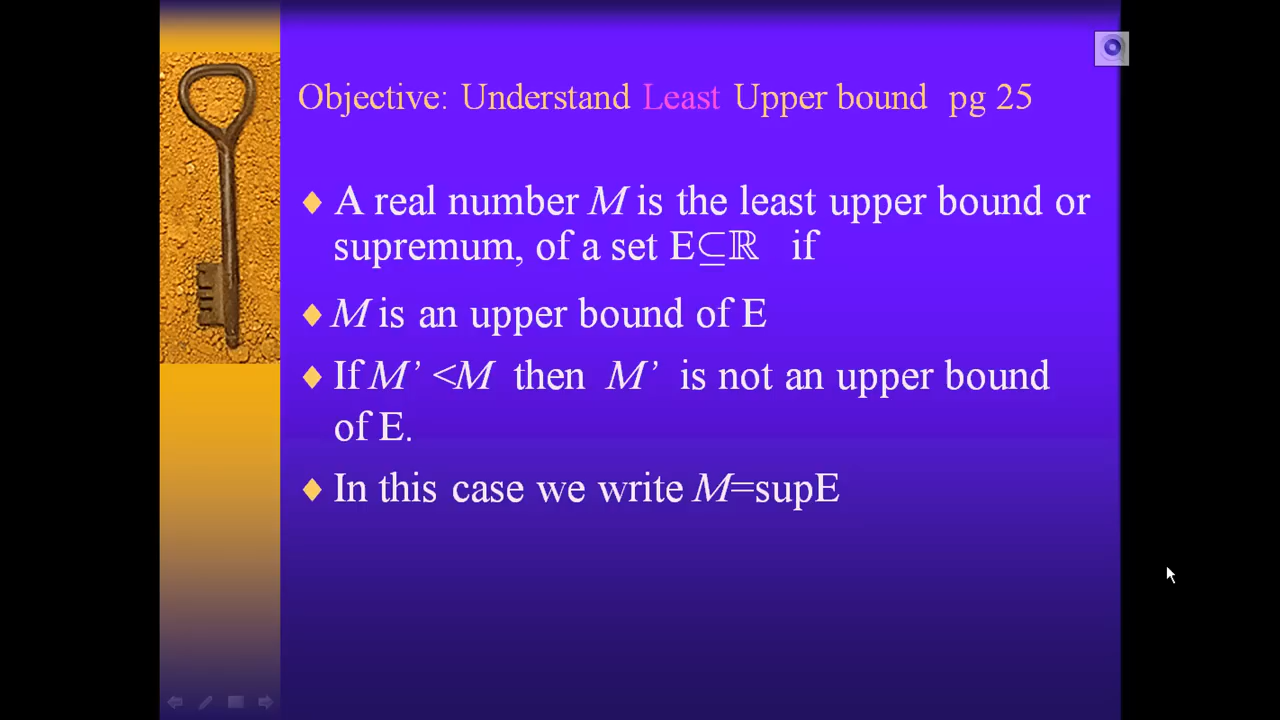 Objective: Understand Least Upper bound pg 25
A real number M is the least upper bound or
supremum, of a set E⊆ℝ if
M is an upper bound of E
If M’ <M then M’ is not an upper bound
of E.
In this case we write M=supE